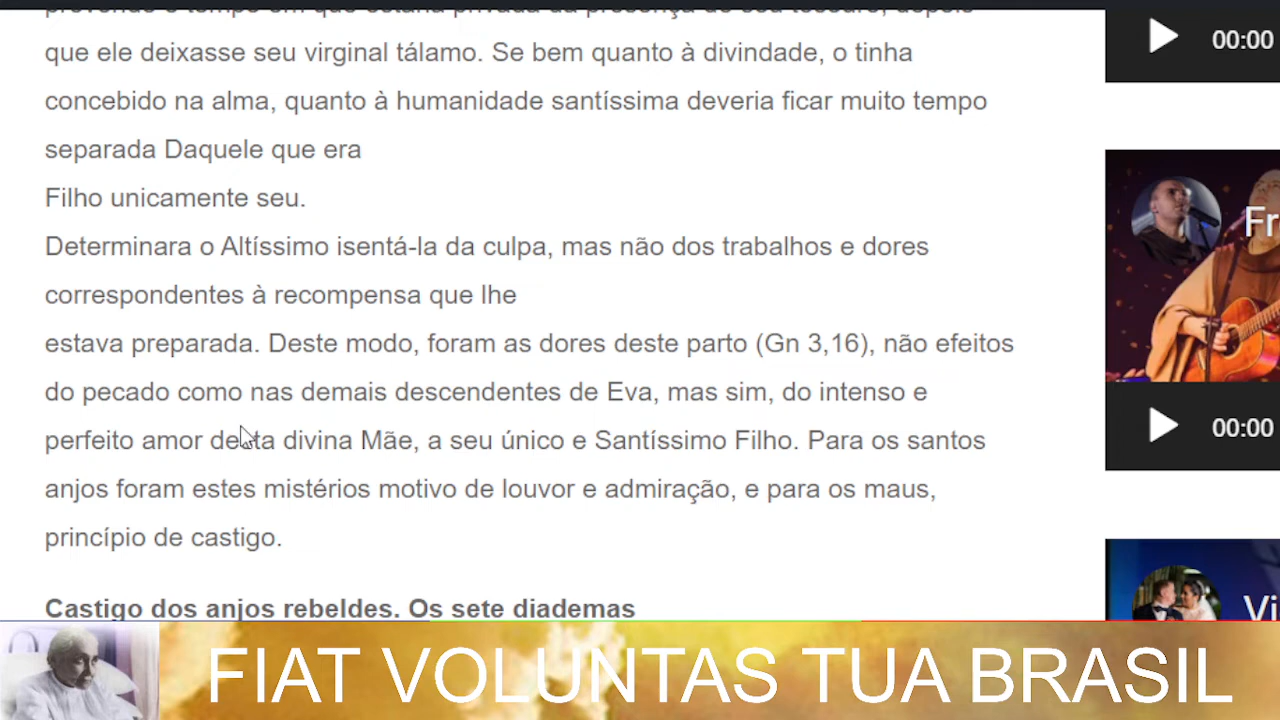 que ele deixasse seu virginal tálamo. Se bem quanto à divindade, o tinha
concebido na alma, quanto à humanidade santíssima deveria ficar muito tempo
separada Daquele que era
Filho unicamente seu.
Determinara o Altíssimo isentá-la da culpa, mas não dos trabalhos e dores
correspondentes à recompensa que lhe
estava preparada. Deste modo, foram as dores deste parto (Gn 3,16), não efeitos
do pecado como nas demais descendentes de Eva, mas sim, do intenso e
perfeito amor desta divina Mãe, a seu único e Santíssimo Filho. Para os santos
anjos foram estes mistérios motivo de louvor e admiração, e para os maus,
princípio de castigo.
Castigo dos anjos rebeldes. Os sete diademas
00:00
Fr
00:00
Vi
FIAT VOLUNTAS TUA BRASIL